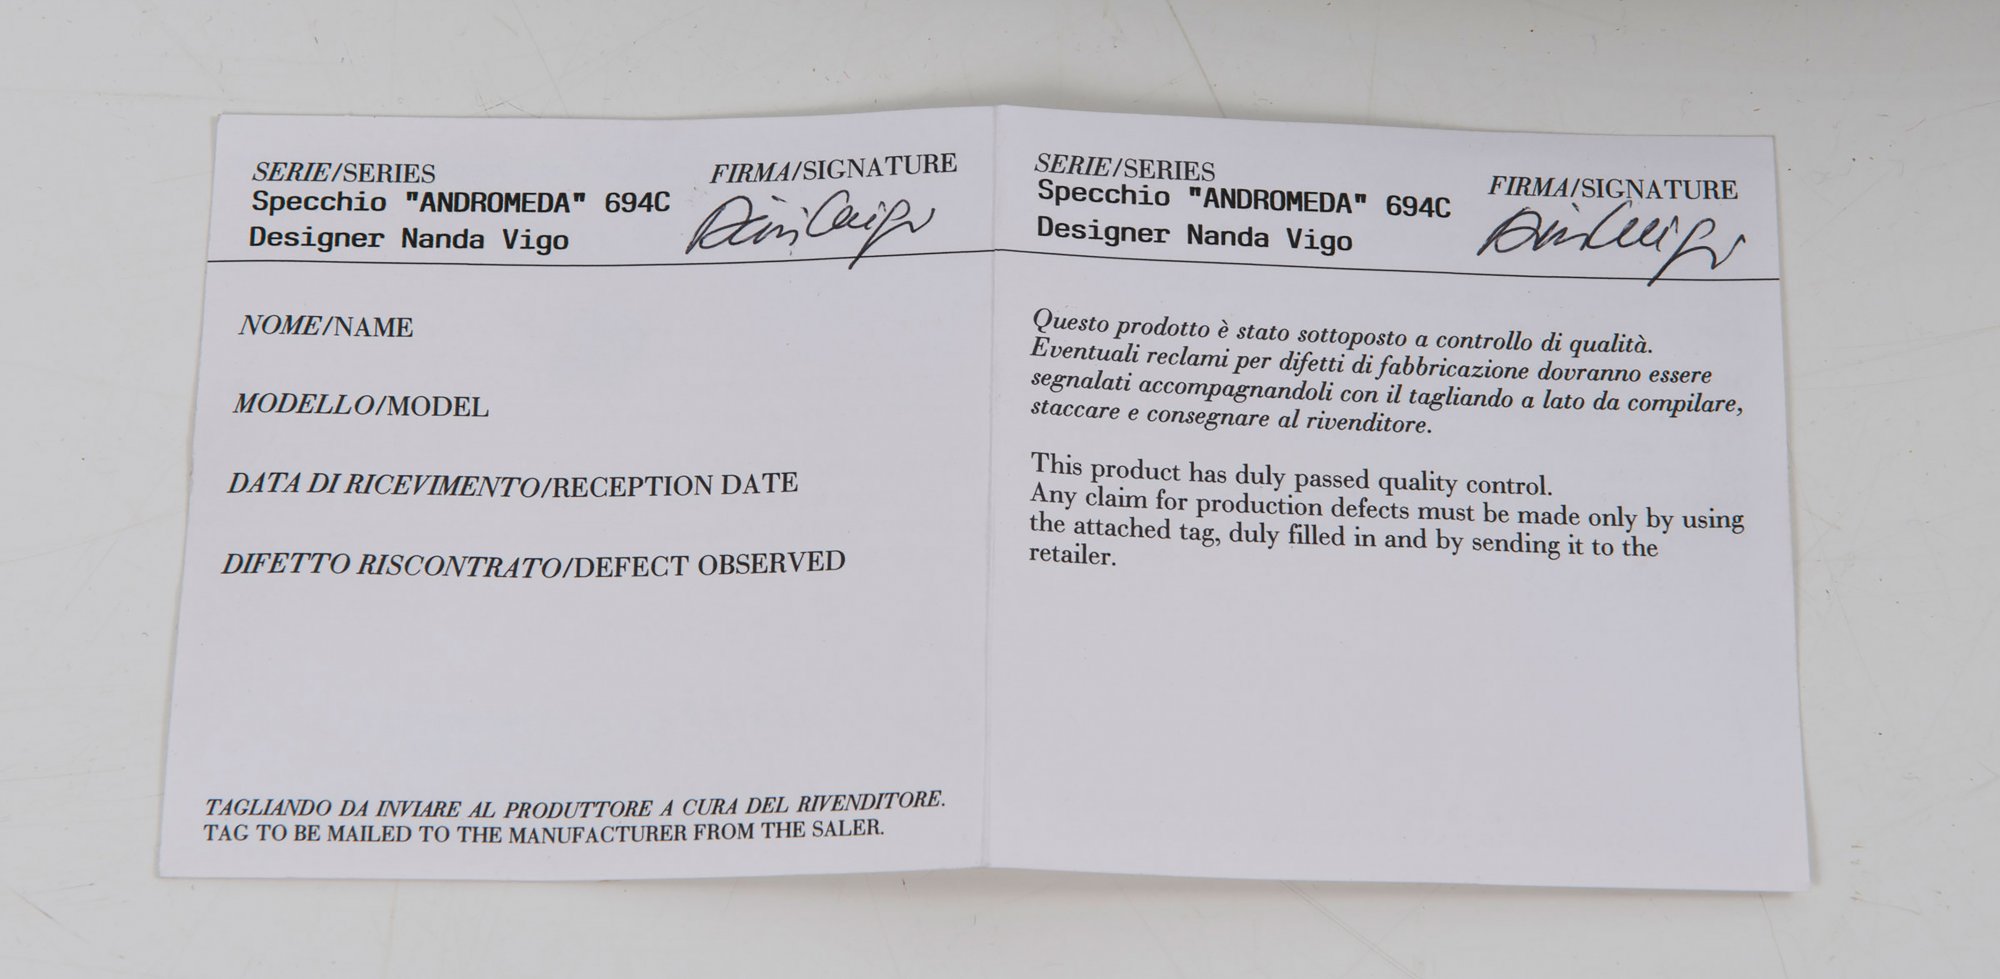 SERIE/SERIES
FIRMA/SIGNATURE
Specchio "ANDROMEDA" 694C
Designer Nanda Vigo
NOME/NAME
MODELLO/MODEL
DATA DI RICEVIMENTO/RECEPTION DATE
DIFETTO RISCONTRATO/DEFECT OBSERVED
TAGLIANDO DA INVIARE AL PRODUTTORE A CURA DEL RIVENDITORE.
TAG TO BE MAILED TO THE MANUFACTURER FROM THE SALER.
SERIE/SERIES
FIRMA/SIGNATURE
Specchio "ANDROMEDA" 694C
Designer Nanda Vigo
Questo prodotto è stato sottoposto a controllo di qualità.
Eventuali reclami per difetti di fabbricazione dovranno essere
segnalati accompagnandoli con il tagliando a lato da compilare,
staccare e consegnare al rivenditore.
This product has duly passed quality control.
Any claim for production defects must be made only by using
the attached tag, duly filled in and by sending it to the
retailer.